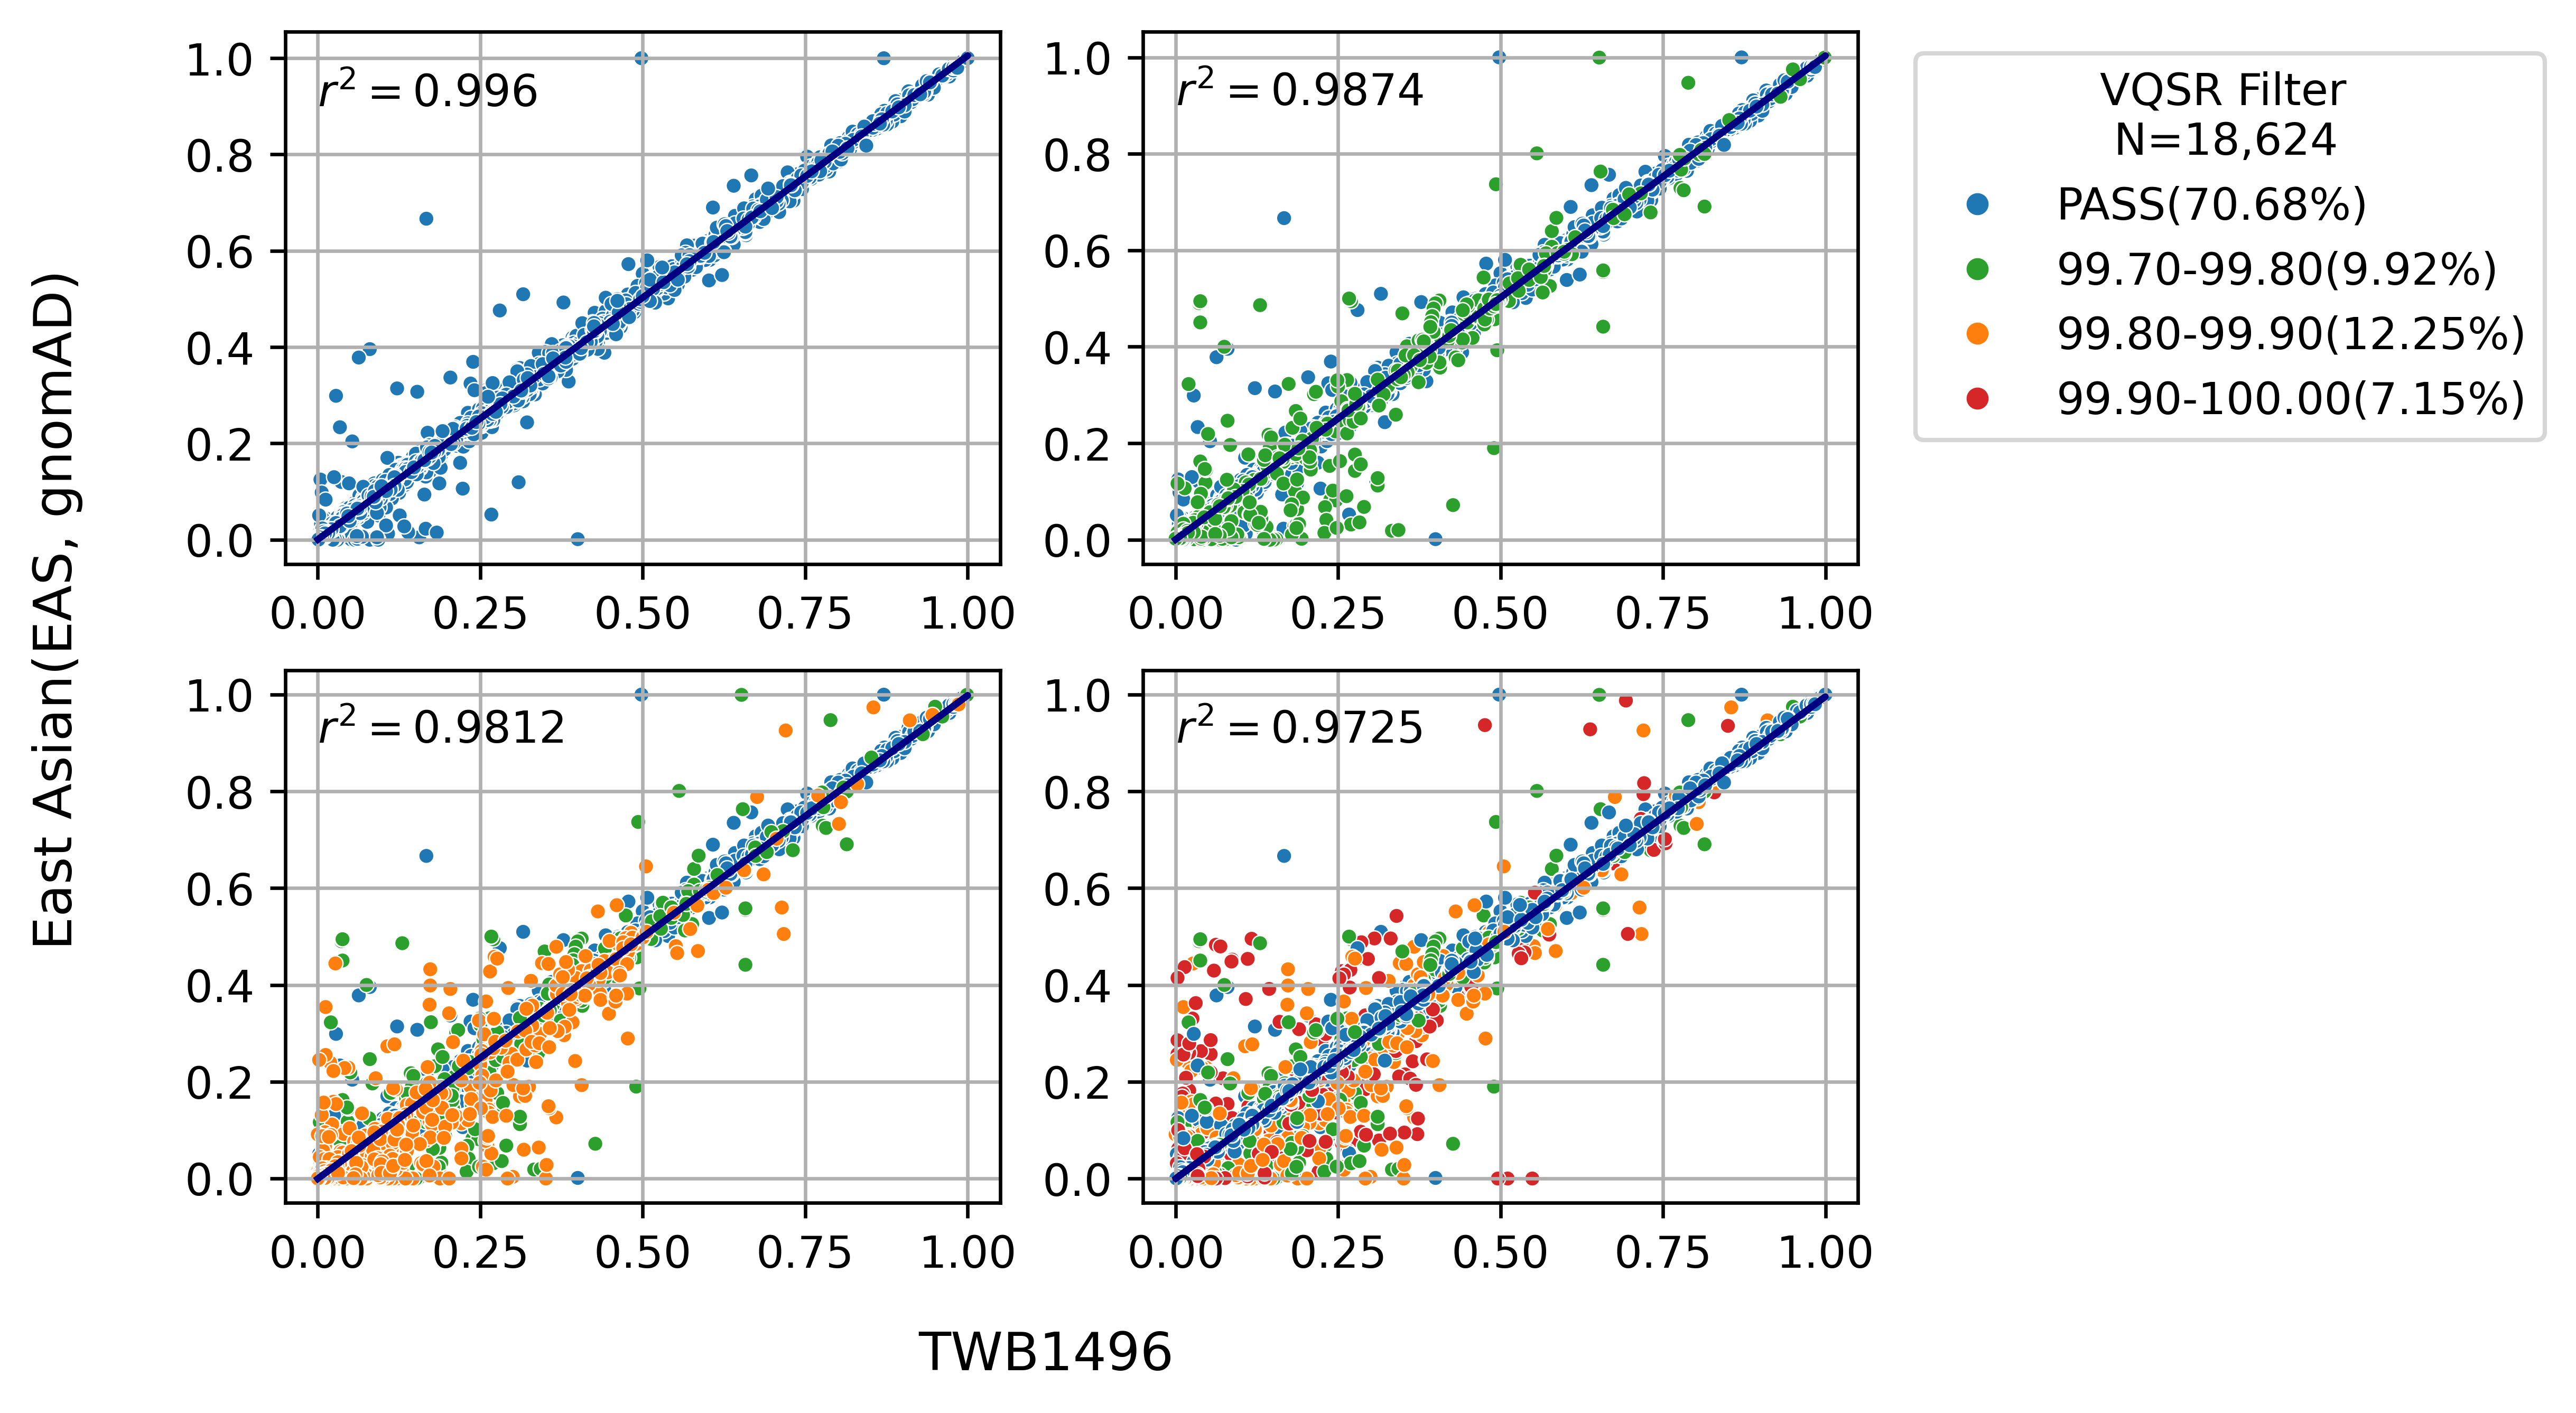 East Asian(EAS, gnomAD)
1.0
0.8
0.6
0.4
0.2
0.0
r² = 0.996
0.00 0.25 0.50 0.75 1.00
1.0
0.8
0.6
0.4
0.2
0.0
r² = 0.9874
0.00 0.25 0.50 0.75 1.00
VQSR Filter
N=18,624
PASS(70.68%)
99.70-99.80(9.92%)
99.80-99.90(12.25%)
99.90-100.00(7.15%)
1.0
0.8
0.6
0.4
0.2
0.0
r² = 0.9812
0.00 0.25 0.50 0.75 1.00
1.0
0.8
0.6
0.4
0.2
0.0
r² = 0.9725
0.00 0.25 0.50 0.75 1.00
TWB1496